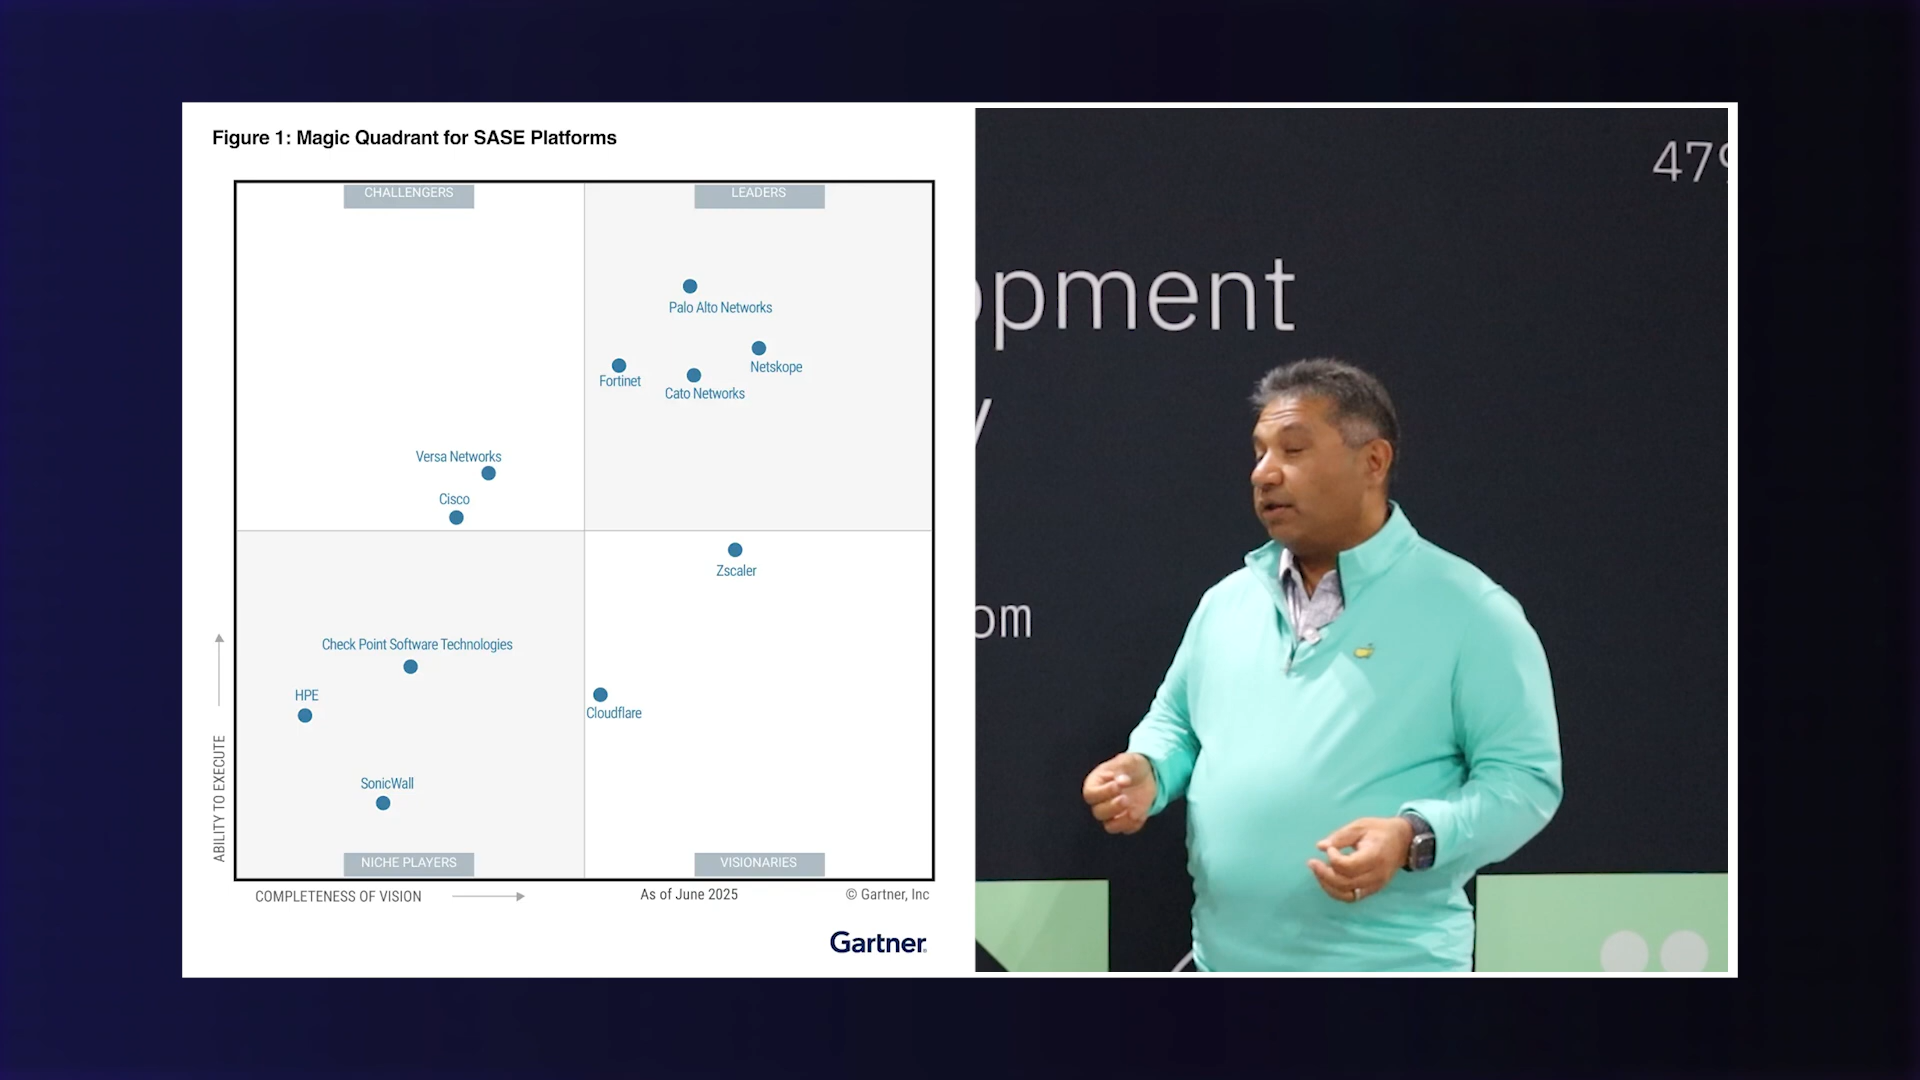 Figure 1: Magic Quadrant for SASE Platforms
CHALLENGERS
LEADERS
Palo Alto Networks
Netskope
Fortinet
Cato Networks
Versa Networks
Cisco
Zscaler
Check Point Software Technologies
HPE
Cloudflare
SonicWall
ABILITY TO EXECUTE
NICHE PLAYERS
VISIONARIES
COMPLETENESS OF VISION
As of June 2025
© Gartner, Inc
Gartner
479
opment
y
om